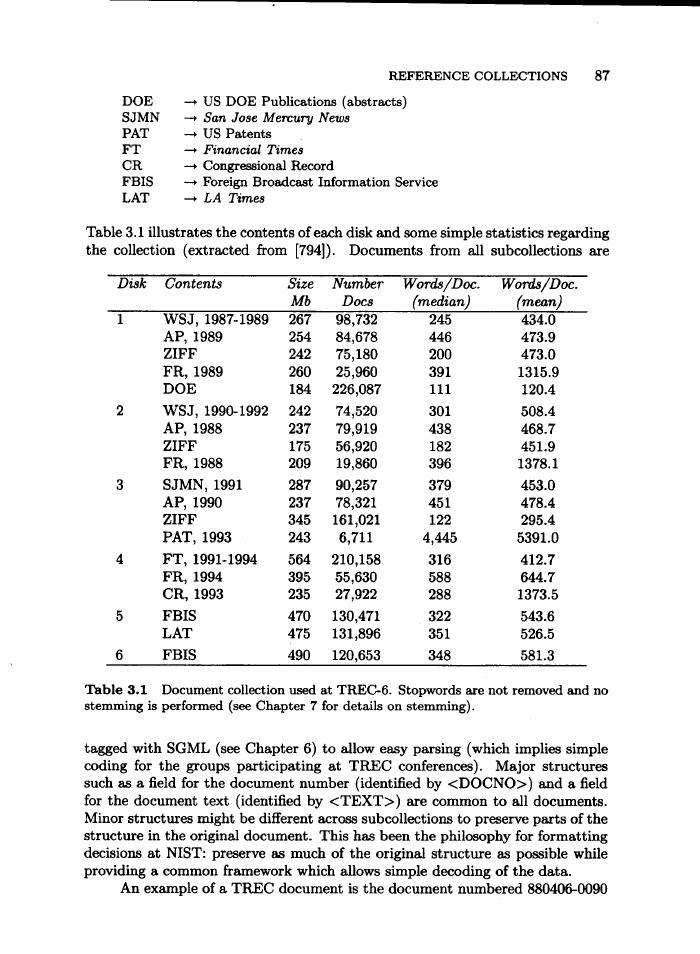 REFERENCE COLLECTIONS 87
DOE → US DOE Publications (abstracts)
SJMN → San Jose Mercury News
PAT → US Patents
FT → Financial Times
CR → Congressional Record
FBIS → Foreign Broadcast Information Service
LAT → LA Times
Table 3.1 illustrates the contents of each disk and some simple statistics regarding
the collection (extracted from [794]). Documents from all subcollections are
Disk Contents Size Number Words/Doc. Words/Doc.
Mb Docs (median) (mean)
1 WSJ, 1987-1989 267 98,732 245 434.0
AP, 1989 254 84,678 446 473.9
ZIFF 242 75,180 200 473.0
FR, 1989 260 25,960 391 1315.9
DOE 184 226,087 111 120.4
2 WSJ, 1990-1992 242 74,520 301 508.4
AP, 1988 237 79,919 438 468.7
ZIFF 175 56,920 182 451.9
FR, 1988 209 19,860 396 1378.1
3 SJMN, 1991 287 90,257 379 453.0
AP, 1990 237 78,321 451 478.4
ZIFF 345 161,021 122 295.4
PAT, 1993 243 6,711 4,445 5391.0
4 FT, 1991-1994 564 210,158 316 412.7
FR, 1994 395 55,630 588 644.7
CR, 1993 235 27,922 288 1373.5
5 FBIS 470 130,471 322 543.6
LAT 475 131,896 351 526.5
6 FBIS 490 120,653 348 581.3
Table 3.1 Document collection used at TREC-6. Stopwords are not removed and no
stemming is performed (see Chapter 7 for details on stemming).
tagged with SGML (see Chapter 6) to allow easy parsing (which implies simple
coding for the groups participating at TREC conferences). Major structures
such as a field for the document number (identified by <DOCNO>) and a field
for the document text (identified by <TEXT>) are common to all documents.
Minor structures might be different across subcollections to preserve parts of the
structure in the original document. This has been the philosophy for formatting
decisions at NIST: preserve as much of the original structure as possible while
providing a common framework which allows simple decoding of the data.
An example of a TREC document is the document numbered 880406-0090